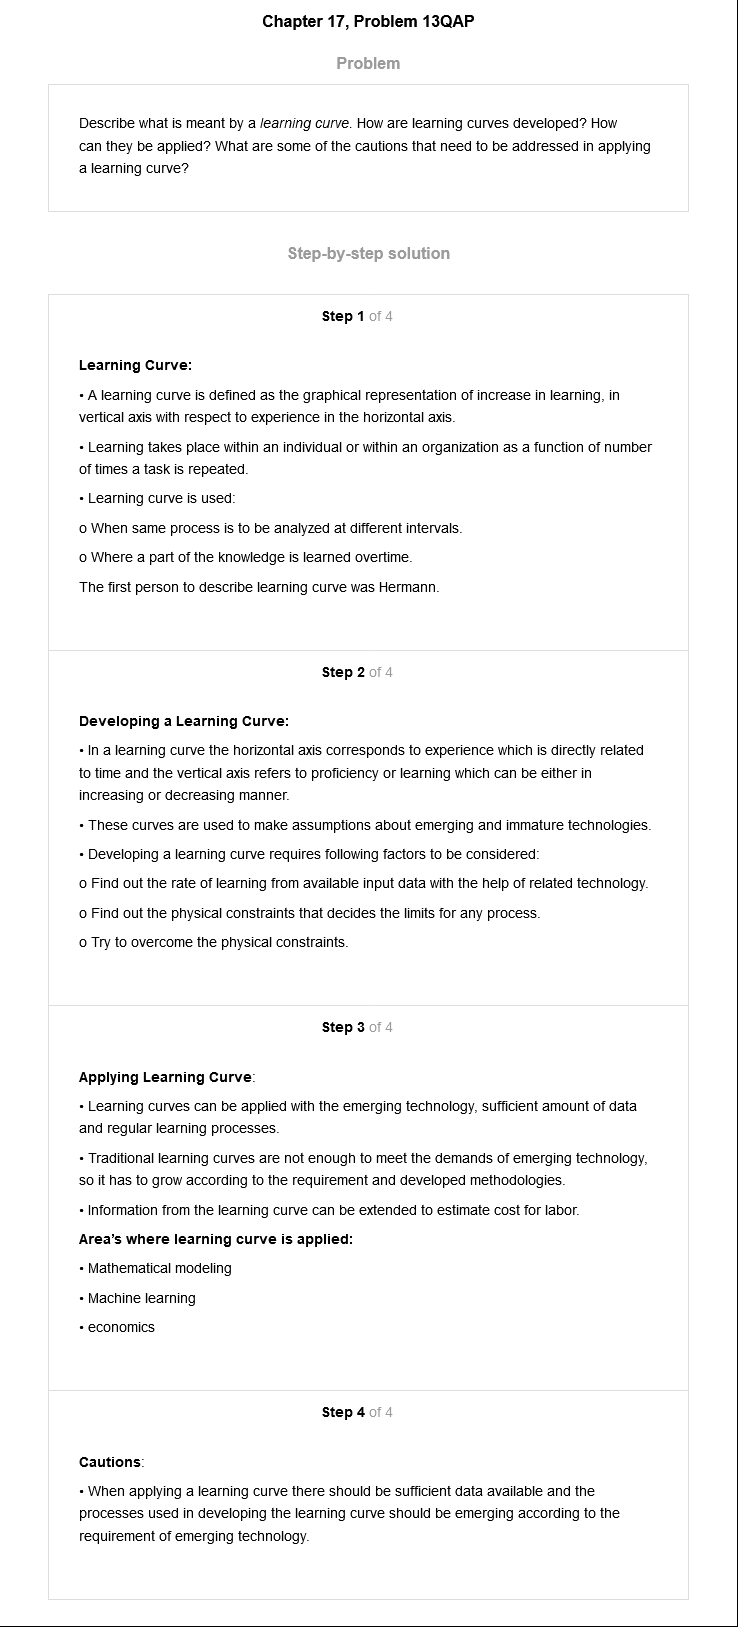 Chapter 17, Problem 13QAP
Problem
Describe what is meant by a learning curve. How are learning curves developed? How
can they be applied? What are some of the cautions that need to be addressed in applying
a learning curve?
Step-by-step solution
Step 1 of 4
Learning Curve:
• A learning curve is defined as the graphical representation of increase in learning, in
vertical axis with respect to experience in the horizontal axis.
• Learning takes place within an individual or within an organization as a function of number
of times a task is repeated.
• Learning curve is used:
o When same process is to be analyzed at different intervals.
o Where a part of the knowledge is learned overtime.
The first person to describe learning curve was Hermann.
Step 2 of 4
Developing a Learning Curve:
• In a learning curve the horizontal axis corresponds to experience which is directly related
to time and the vertical axis refers to proficiency or learning which can be either in
increasing or decreasing manner.
• These curves are used to make assumptions about emerging and immature technologies.
• Developing a learning curve requires following factors to be considered:
o Find out the rate of learning from available input data with the help of related technology.
o Find out the physical constraints that decides the limits for any process.
o Try to overcome the physical constraints.
Step 3 of 4
Applying Learning Curve:
• Learning curves can be applied with the emerging technology, sufficient amount of data
and regular learning processes.
• Traditional learning curves are not enough to meet the demands of emerging technology,
so it has to grow according to the requirement and developed methodologies.
• Information from the learning curve can be extended to estimate cost for labor.
Area's where learning curve is applied:
• Mathematical modeling
• Machine learning
• economics
Step 4 of 4
Cautions:
• When applying a learning curve there should be sufficient data available and the
processes used in developing the learning curve should be emerging according to the
requirement of emerging technology.